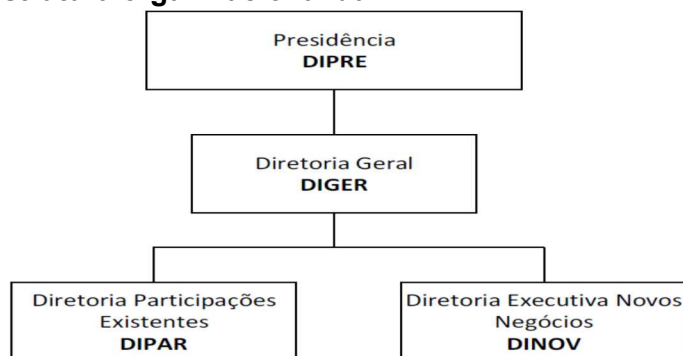 Presidência
DIPRE
Diretoria Geral
DIGER
Diretoria Participações
Existentes
DIPAR
Diretoria Executiva Novos
Negócios
DINOV